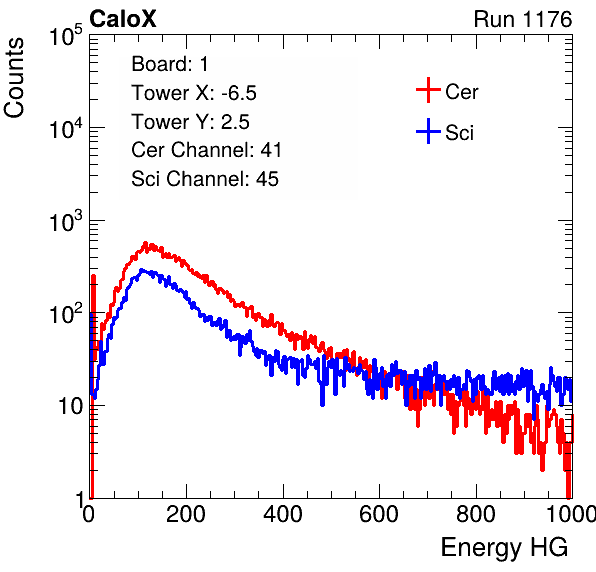 CaloX Run 1176
Counts
10^5
10^4
10^3
10^2
10
1
Board: 1
Tower X: -6.5
Tower Y: 2.5
Cer Channel: 41
Sci Channel: 45
Cer
Sci
0 200 400 600 800 1000
Energy HG